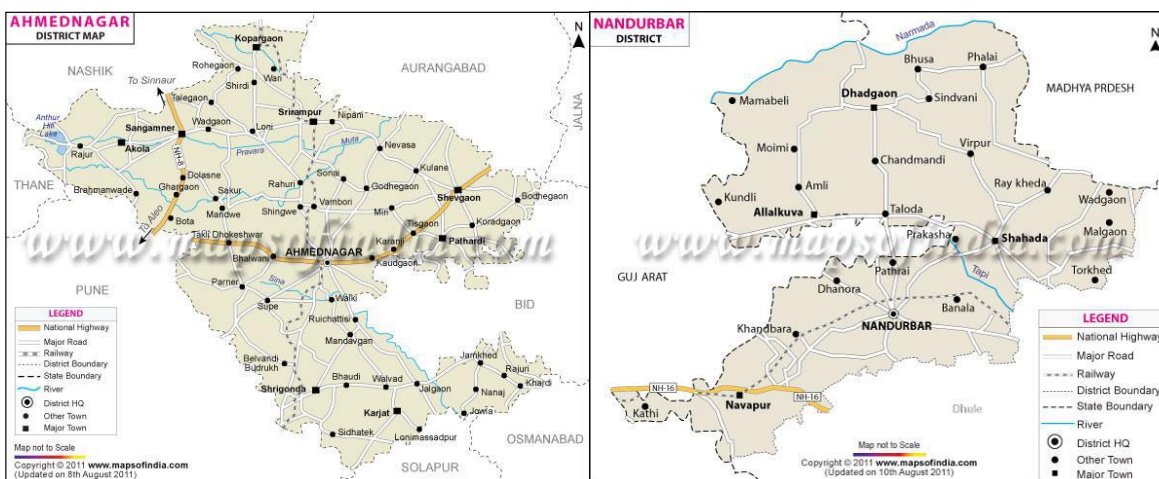 AHMEDNAGAR
DISTRICT MAP
N
Kopargaon
NASHIK
Rohegaon
Wari
AURANGABAD
To Sinnaur
Shirdi
JALNA
Talegaon
Srirampur
Nipani
Anthur
Hill
Lake
Sangamner
Wadgaon
Loni
Akola
Rajur
Pravara
Muta
Nevasa
NH-8
Kulane
THANE
Dolasne
Sonai
Brahmanwade
Ghargaon
Sakur
Rahuri
Godhegaon
Shevgaon
Bodhegaon
Mandwe
Shingwe
Vambori
Miri
Koradgaon
To Aleo
Bota
Tisgaon
Takli Dhokeshwar
AHMEDNAGAR
Karanji
Pathardi
www.mapsofindia.com
Bhalwani
Kaudgaon
PUNE
Parner
Sina
Supe
Walki
BID
Ruichattisi
Mandavgan
LEGEND
National Highway
Major Road
Railway
District Boundary
State Boundary
River
District HQ
Other Town
Major Town
Belvandi
Budrukh
Jamkhed
Rajuri
Shrigonda
Bhaudi
Walvad
Jalgaon
Nanaj
Khardi
Karjat
Jowla
Sidhatek
Lonimassadpur
OSMANABAD
SOLAPUR
Map not to Scale
Copyright © 2011 www.mapsofindia.com
(Updated on 8th August 2011)
NANDURBAR
DISTRICT
N
Narmada
Bhusa
Phalai
MADHYA PRDESH
Mamabeli
Dhadgaon
Sindvani
Moimi
Chandmandi
Virpur
Amli
Ray kheda
Kundli
Wadgaon
Allalkuva
Taloda
Malgaon
Prakasha
Shahada
www.mapsofindia.com
GUJ ARAT
Pathrai
Tapi
Torkhed
Dhanora
Banala
NANDURBAR
Khandbara
NH-16
NH-16
Kathi
Navapur
Dhule
LEGEND
National Highway
Major Road
Railway
District Boundary
State Boundary
River
District HQ
Other Town
Major Town
Map not to Scale
Copyright © 2011 www.mapsofindia.com
(Updated on 10th August 2011)